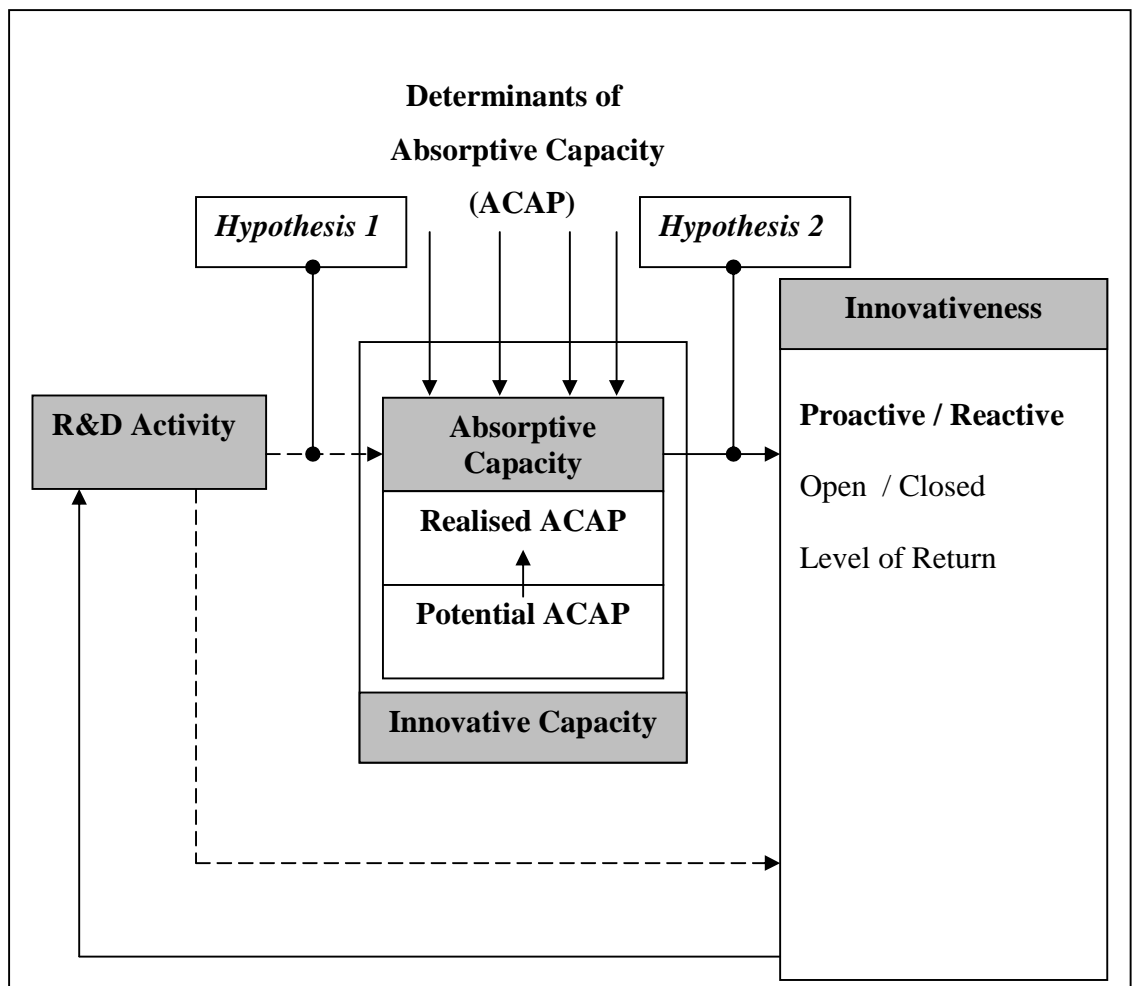 Determinants of
Absorptive Capacity
(ACAP)
Hypothesis 1
Hypothesis 2
Innovativeness
R&D Activity
Absorptive
Capacity
Proactive / Reactive
Open / Closed
Level of Return
Realised ACAP
Potential ACAP
Innovative Capacity